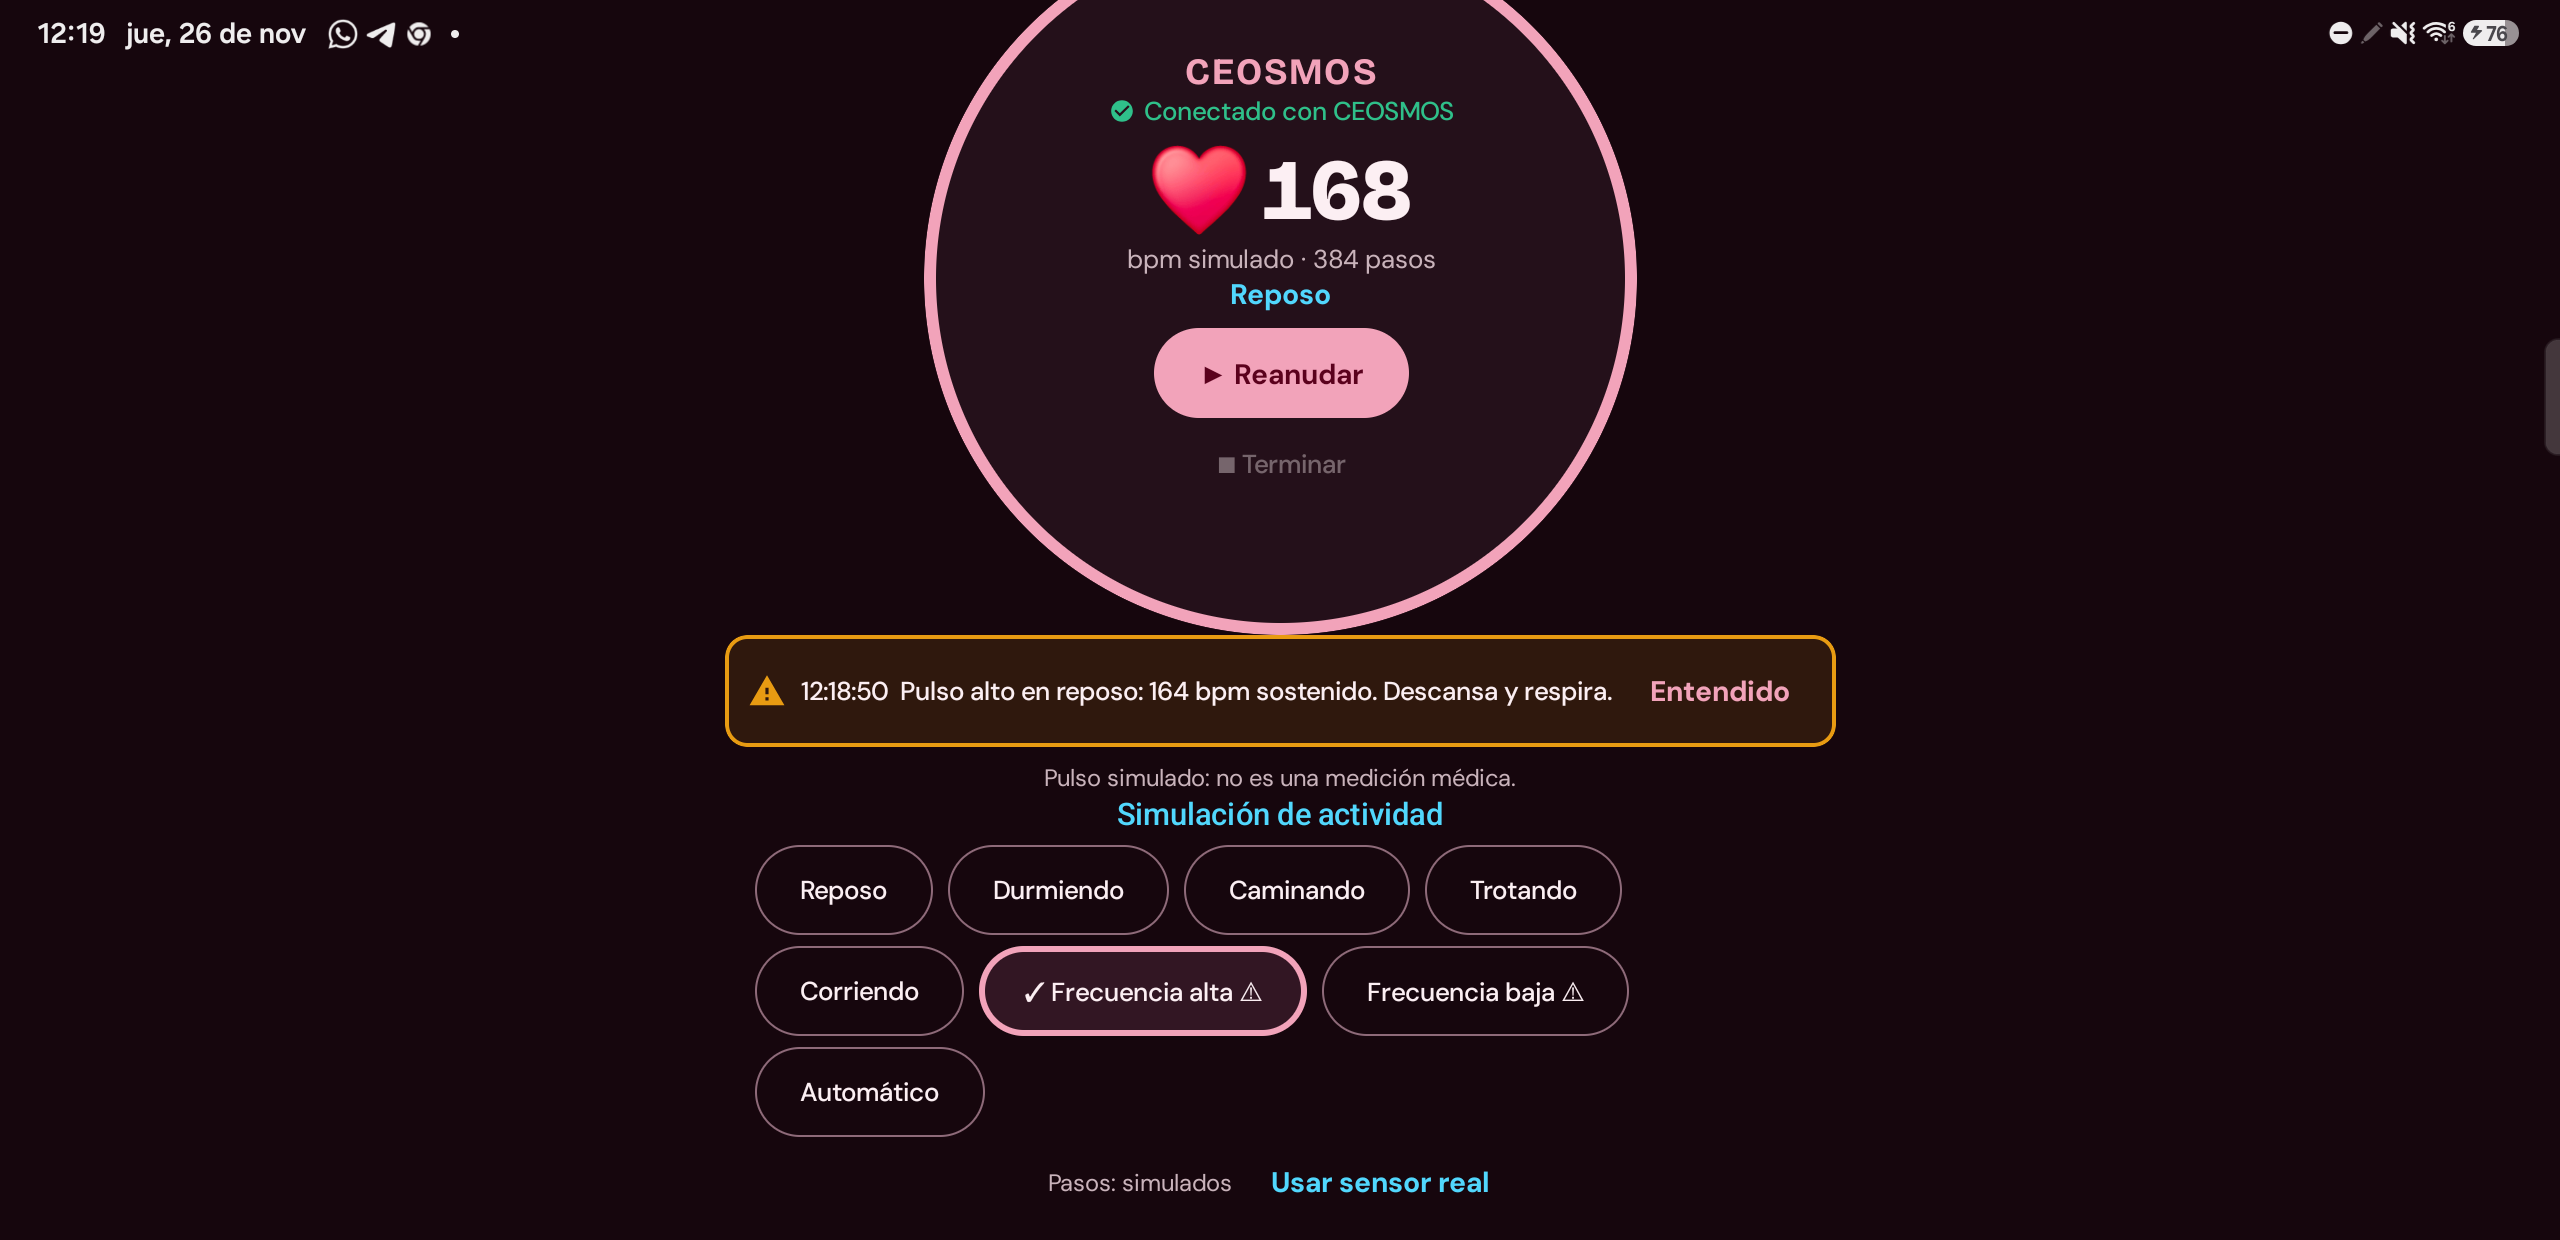 12:19 jue, 26 de nov
6 76
CEOSMOS
Conectado con CEOSMOS
168
bpm simulado · 384 pasos
Reposo
► Reanudar
■ Terminar
12:18:50 Pulso alto en reposo: 164 bpm sostenido. Descansa y respira. Entendido
Pulso simulado: no es una medición médica.
Simulación de actividad
Reposo Durmiendo Caminando Trotando
Corriendo ✓ Frecuencia alta ⚠ Frecuencia baja ⚠
Automático
Pasos: simulados Usar sensor real